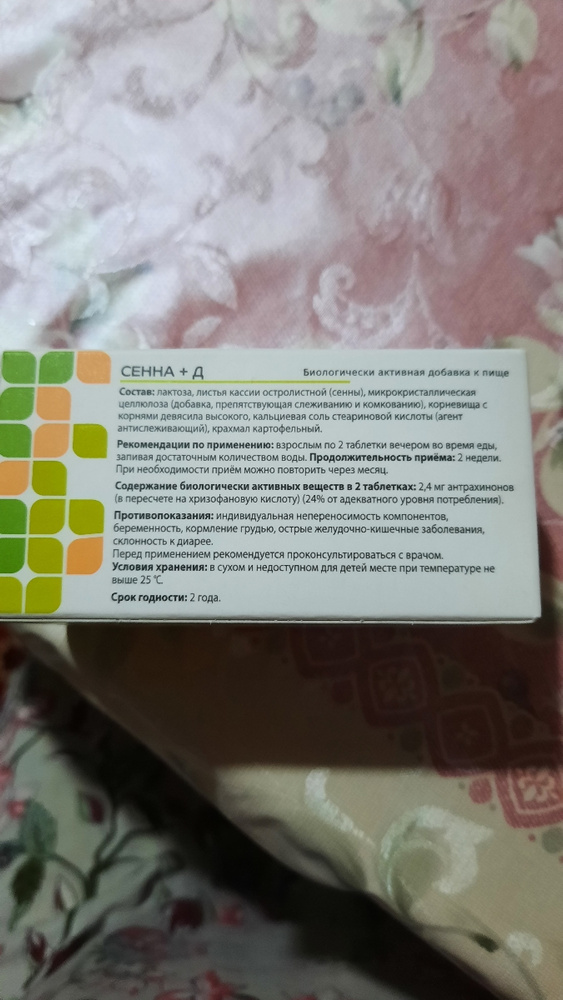 СЕННА + Д
Биологически активная добавка к пище
Состав: лактоза, листья кассии остролистной (сенны), микрокристаллическая
целлюлоза (добавка, препятствующая слеживанию и комкованию), корневища с
корнями девясила высокого, кальциевая соль стеариновой кислоты (агент
антислеживающий), крахмал картофельный.
Рекомендации по применению: взрослым по 2 таблетки вечером во время еды,
запивая достаточным количеством воды. Продолжительность приёма: 2 недели.
При необходимости приём можно повторить через месяц.
Содержание биологически активных веществ в 2 таблетках: 2,4 мг антрахинонов
(в пересчете на хризофановую кислоту) (24% от адекватного уровня потребления).
Противопоказания: индивидуальная непереносимость компонентов,
беременность, кормление грудью, острые желудочно-кишечные заболевания,
склонность к диарее.
Перед применением рекомендуется проконсультироваться с врачом.
Условия хранения: в сухом и недоступном для детей месте при температуре не
выше 25 °С.
Срок годности: 2 года.